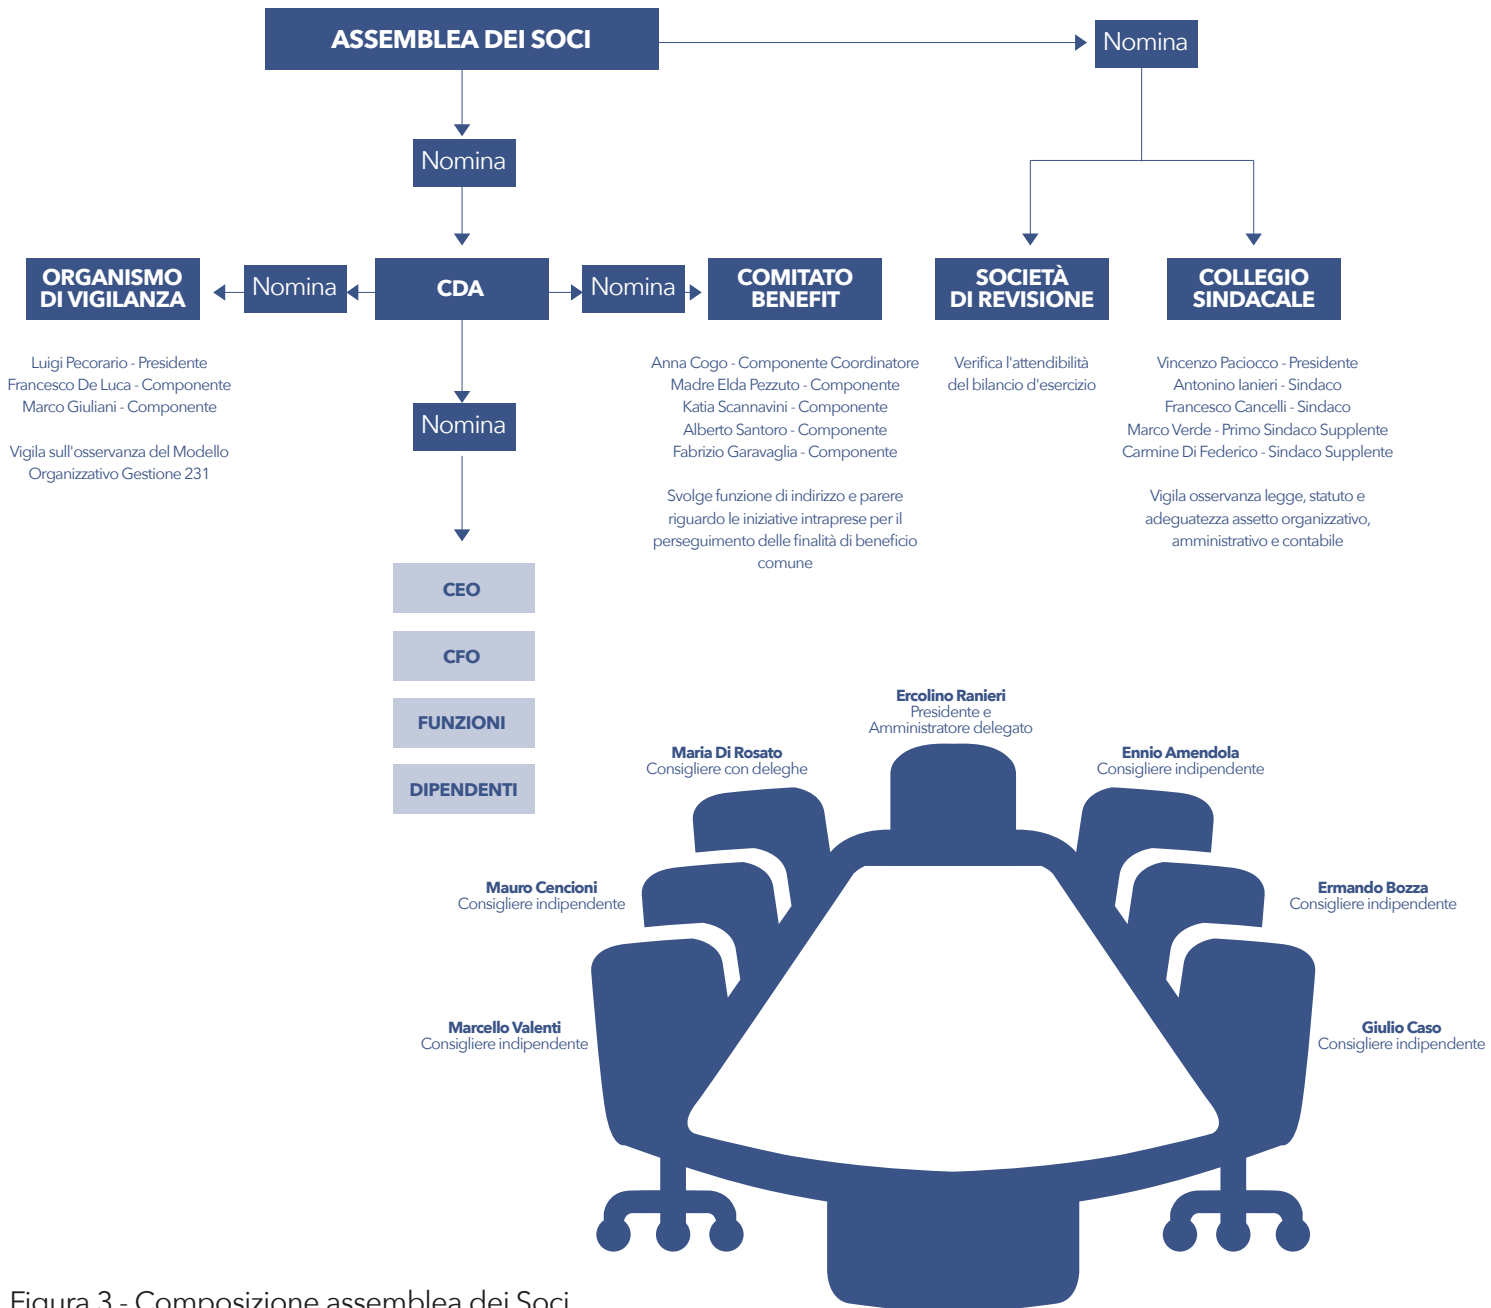 ASSEMBLEA DEI SOCI
Nomina
Nomina
ORGANISMO
DI VIGILANZA
Nomina
CDA
Nomina
COMITATO
BENEFIT
SOCIETÀ
DI REVISIONE
COLLEGIO
SINDACALE
Luigi Pecorario - Presidente
Francesco De Luca - Componente
Marco Giuliani - Componente
Vigila sull'osservanza del Modello
Organizzativo Gestione 231
Anna Cogo - Componente Coordinatore
Madre Elda Pezzuto - Componente
Katia Scannavini - Componente
Alberto Santoro - Componente
Fabrizio Garavaglia - Componente
Svolge funzione di indirizzo e parere
riguardo le iniziative intraprese per il
perseguimento delle finalità di beneficio
comune
Verifica l'attendibilità
del bilancio d'esercizio
Vincenzo Paciocco - Presidente
Antonino Ianieri - Sindaco
Francesco Cancelli - Sindaco
Marco Verde - Primo Sindaco Supplente
Carmine Di Federico - Sindaco Supplente
Vigila osservanza legge, statuto e
adeguatezza assetto organizzativo,
amministrativo e contabile
Nomina
CEO
CFO
FUNZIONI
DIPENDENTI
Ercolino Ranieri
Presidente e
Amministratore delegato
Maria Di Rosato
Consigliere con deleghe
Ennio Amendola
Consigliere indipendente
Mauro Cencioni
Consigliere indipendente
Ermando Bozza
Consigliere indipendente
Marcello Valenti
Consigliere indipendente
Giulio Caso
Consigliere indipendente
Figura 3 - Composizione assemblea dei Soci